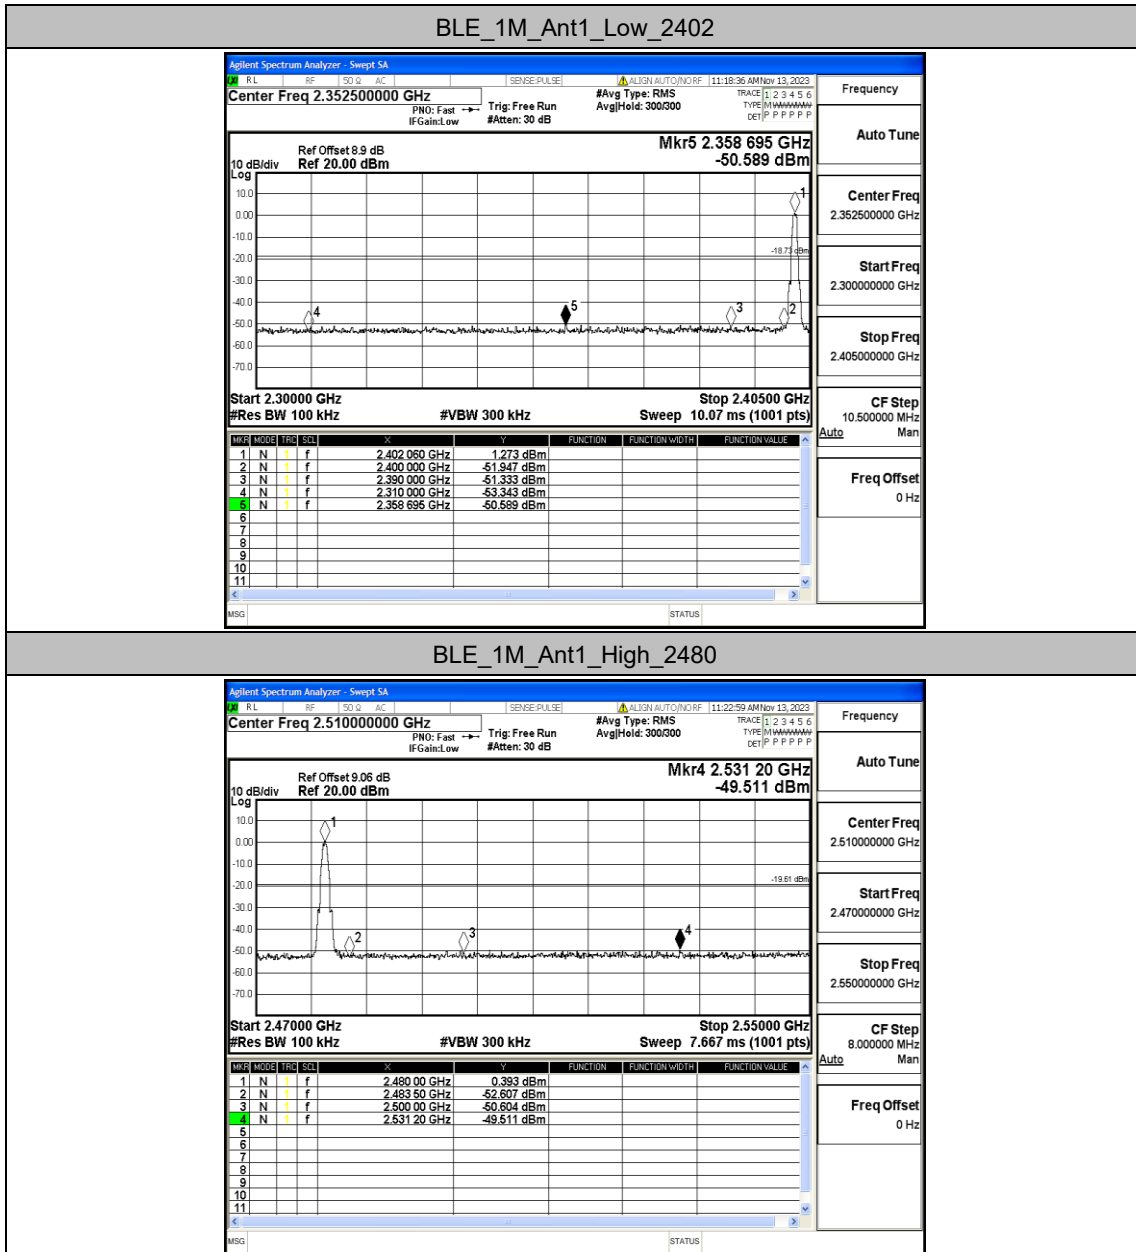 BLE_1M_Ant1_Low_2402
Agilent Spectrum Analyzer - Swept SA
RL RF 50 Ω AC SENSE:PULSE ALIGN AUTO/NO RF 11:18:36 AM Nov 13, 2023
Center Freq 2.352500000 GHz
PNO: Fast Trig: Free Run
IFGain:Low #Atten: 30 dB
#Avg Type: RMS
Avg|Hold: 300/300
TRACE 1 2 3 4 5 6
TYPE M WWWWW
DET P P P P P P
Ref Offset 8.9 dB
10 dB/div Ref 20.00 dBm
Log
Mkr5 2.358 695 GHz
-50.589 dBm
10.0
0.00
-10.0
-20.0
-30.0
-40.0
-50.0
-60.0
-70.0
-18.73 dBm
1
2
3
4
5
Start 2.30000 GHz Stop 2.40500 GHz
#Res BW 100 kHz #VBW 300 kHz Sweep 10.07 ms (1001 pts)
MKR MODE TRC SCL X Y FUNCTION FUNCTION WIDTH FUNCTION VALUE
1 N 1 f 2.402 060 GHz 1.273 dBm
2 N 1 f 2.400 000 GHz -51.947 dBm
3 N 1 f 2.390 000 GHz -51.333 dBm
4 N 1 f 2.310 000 GHz -53.343 dBm
5 N 1 f 2.358 695 GHz -50.589 dBm
6
7
8
9
10
11
MSG STATUS
Frequency
Auto Tune
Center Freq
2.352500000 GHz
Start Freq
2.300000000 GHz
Stop Freq
2.405000000 GHz
CF Step
10.500000 MHz
Auto Man
Freq Offset
0 Hz
BLE_1M_Ant1_High_2480
Agilent Spectrum Analyzer - Swept SA
RL RF 50 Ω AC SENSE:PULSE ALIGN AUTO/NO RF 11:22:59 AM Nov 13, 2023
Center Freq 2.510000000 GHz
PNO: Fast Trig: Free Run
IFGain:Low #Atten: 30 dB
#Avg Type: RMS
Avg|Hold: 300/300
TRACE 1 2 3 4 5 6
TYPE M WWWWW
DET P P P P P P
Ref Offset 9.06 dB
10 dB/div Ref 20.00 dBm
Log
Mkr4 2.531 20 GHz
-49.511 dBm
10.0
0.00
-10.0
-20.0
-30.0
-40.0
-50.0
-60.0
-70.0
-19.61 dBm
1
2
3
4
Start 2.47000 GHz Stop 2.55000 GHz
#Res BW 100 kHz #VBW 300 kHz Sweep 7.667 ms (1001 pts)
MKR MODE TRC SCL X Y FUNCTION FUNCTION WIDTH FUNCTION VALUE
1 N 1 f 2.480 00 GHz 0.393 dBm
2 N 1 f 2.483 50 GHz -52.607 dBm
3 N 1 f 2.500 00 GHz -50.604 dBm
4 N 1 f 2.531 20 GHz -49.511 dBm
5
6
7
8
9
10
11
MSG STATUS
Frequency
Auto Tune
Center Freq
2.510000000 GHz
Start Freq
2.470000000 GHz
Stop Freq
2.550000000 GHz
CF Step
8.000000 MHz
Auto Man
Freq Offset
0 Hz